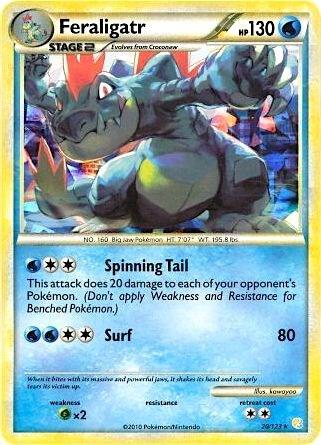 Feraligatr HP 130
STAGE 2 Evolves from Croconaw
NO. 160 Big Jaw Pokémon HT: 7'07" WT: 195.8 lbs.
Spinning Tail
This attack does 20 damage to each of your opponent's
Pokémon. (Don't apply Weakness and Resistance for
Benched Pokémon.)
Surf 80
When it bites with its massive and powerful jaws, it shakes its head and savagely
tears its victim up.
Illus. kawayoo
weakness resistance retreat cost
×2
©2010 Pokémon/Nintendo 20/123 ★